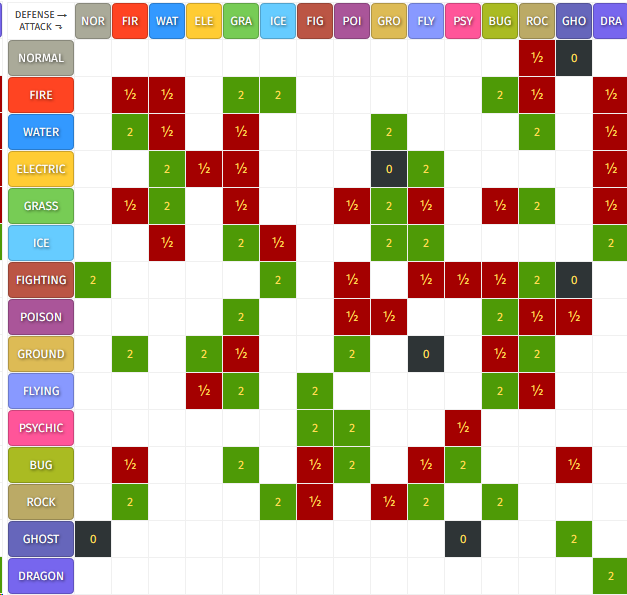 DEFENSE → NOR FIR WAT ELE GRA ICE FIG POI GRO FLY PSY BUG ROC GHO DRA
ATTACK ⤵
NORMAL ½ 0
FIRE ½ ½ 2 2 2 ½ ½
WATER 2 ½ ½ 2 2 ½
ELECTRIC 2 ½ ½ 0 2 ½
GRASS ½ 2 ½ ½ 2 ½ ½ 2 ½
ICE ½ 2 ½ 2 2 2
FIGHTING 2 2 ½ ½ ½ ½ 2 0
POISON 2 ½ ½ 2 ½ ½
GROUND 2 2 ½ 2 0 ½ 2
FLYING ½ 2 2 2 ½
PSYCHIC 2 2 ½
BUG ½ 2 ½ 2 ½ 2 ½
ROCK 2 2 ½ ½ 2 2
GHOST 0 0 2
DRAGON 2